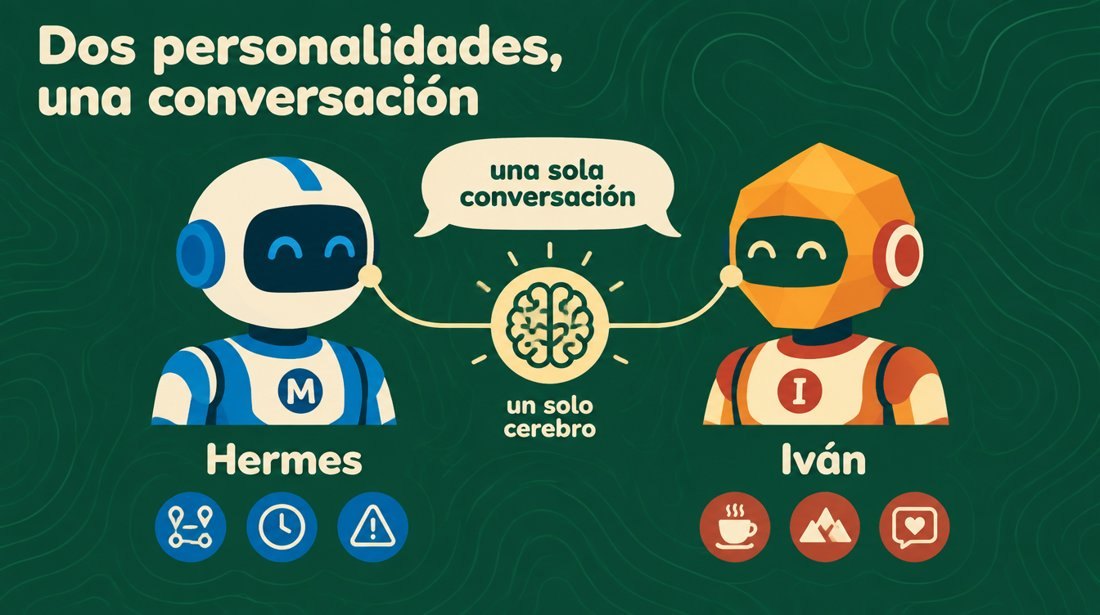 Dos personalidades,
una conversación
una sola
conversación
M
I
un solo
cerebro
Hermes
Iván